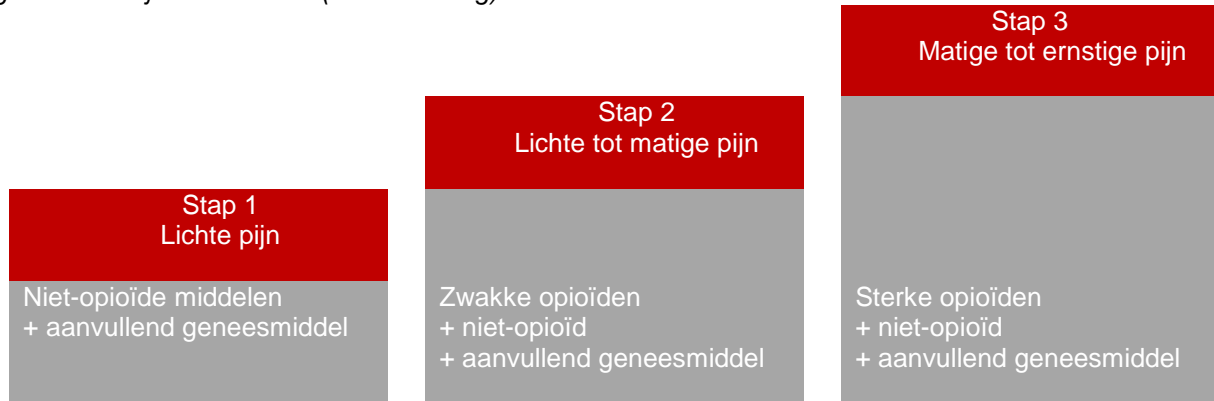 Stap 1
Lichte pijn
Niet-opioïde middelen
+ aanvullend geneesmiddel
Stap 2
Lichte tot matige pijn
Zwakke opioïden
+ niet-opioïd
+ aanvullend geneesmiddel
Stap 3
Matige tot ernstige pijn
Sterke opioïden
+ niet-opioïd
+ aanvullend geneesmiddel